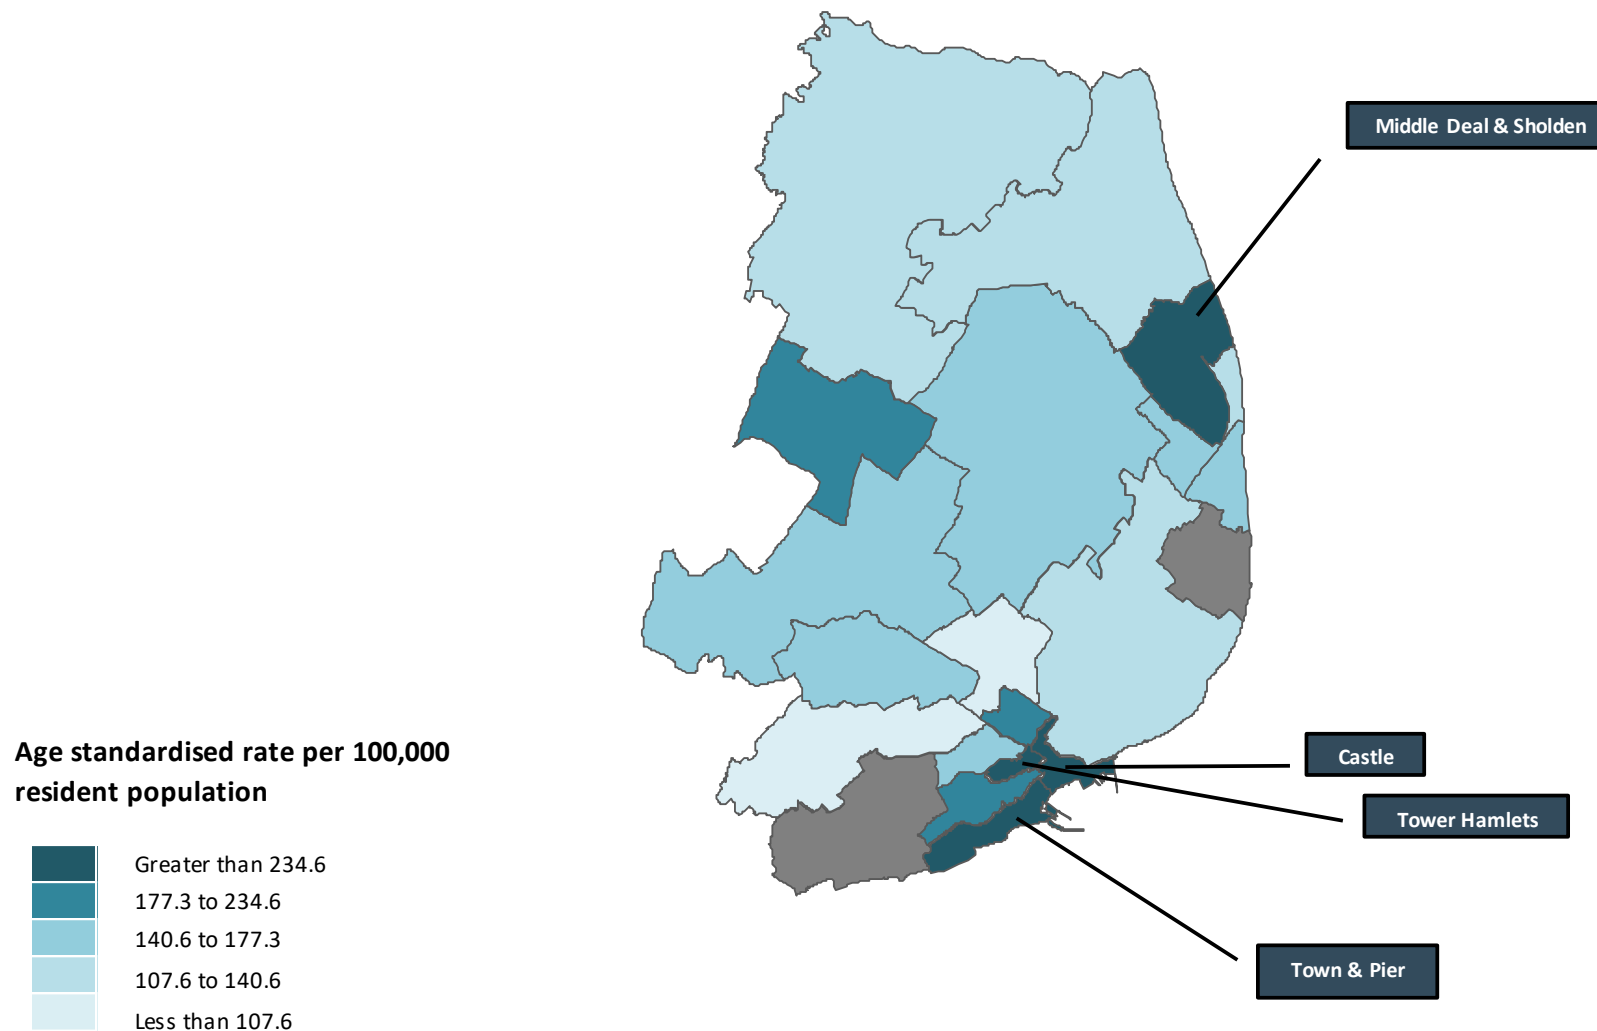 Middle Deal & Sholden
Castle
Tower Hamlets
Town & Pier
Age standardised rate per 100,000
resident population
Greater than 234.6
177.3 to 234.6
140.6 to 177.3
107.6 to 140.6
Less than 107.6